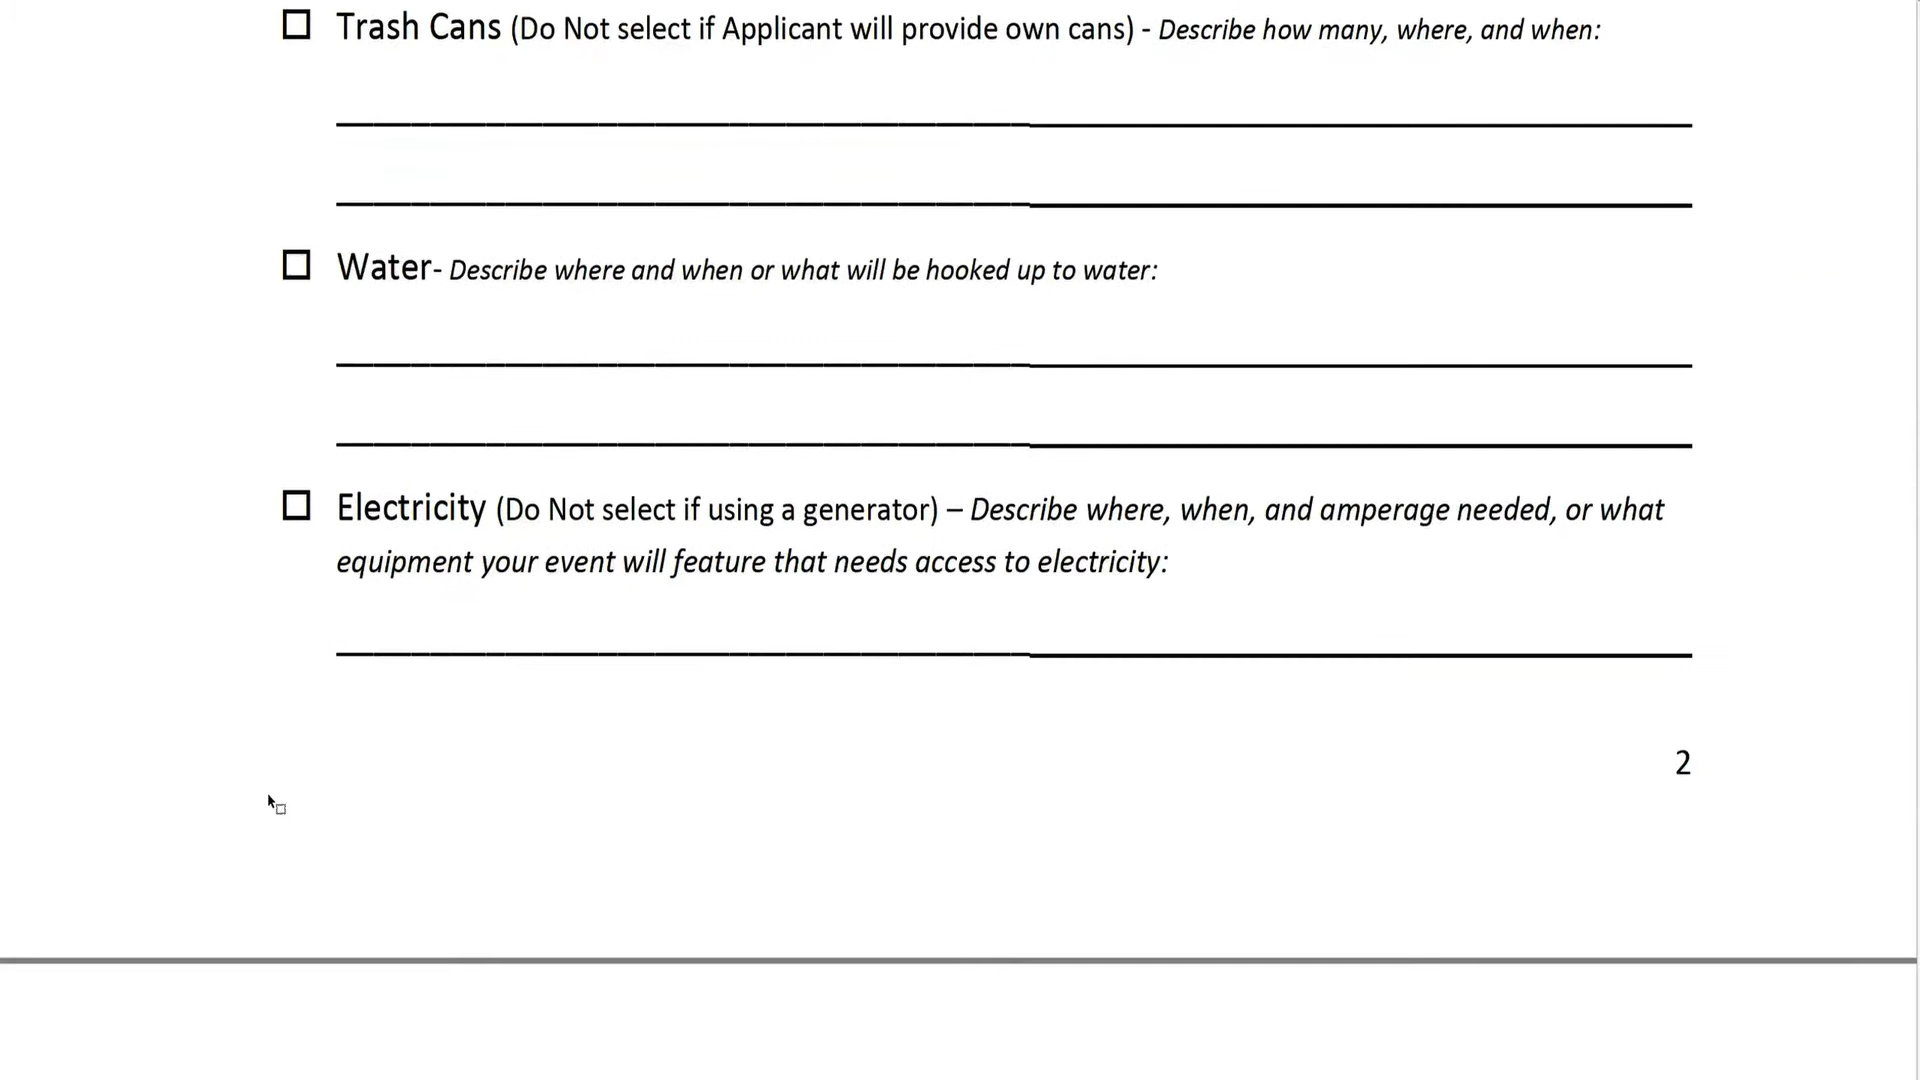 Trash Cans (Do Not select if Applicant will provide own cans) - Describe how many, where, and when:
Water- Describe where and when or what will be hooked up to water:
Electricity (Do Not select if using a generator) – Describe where, when, and amperage needed, or what
equipment your event will feature that needs access to electricity:
2